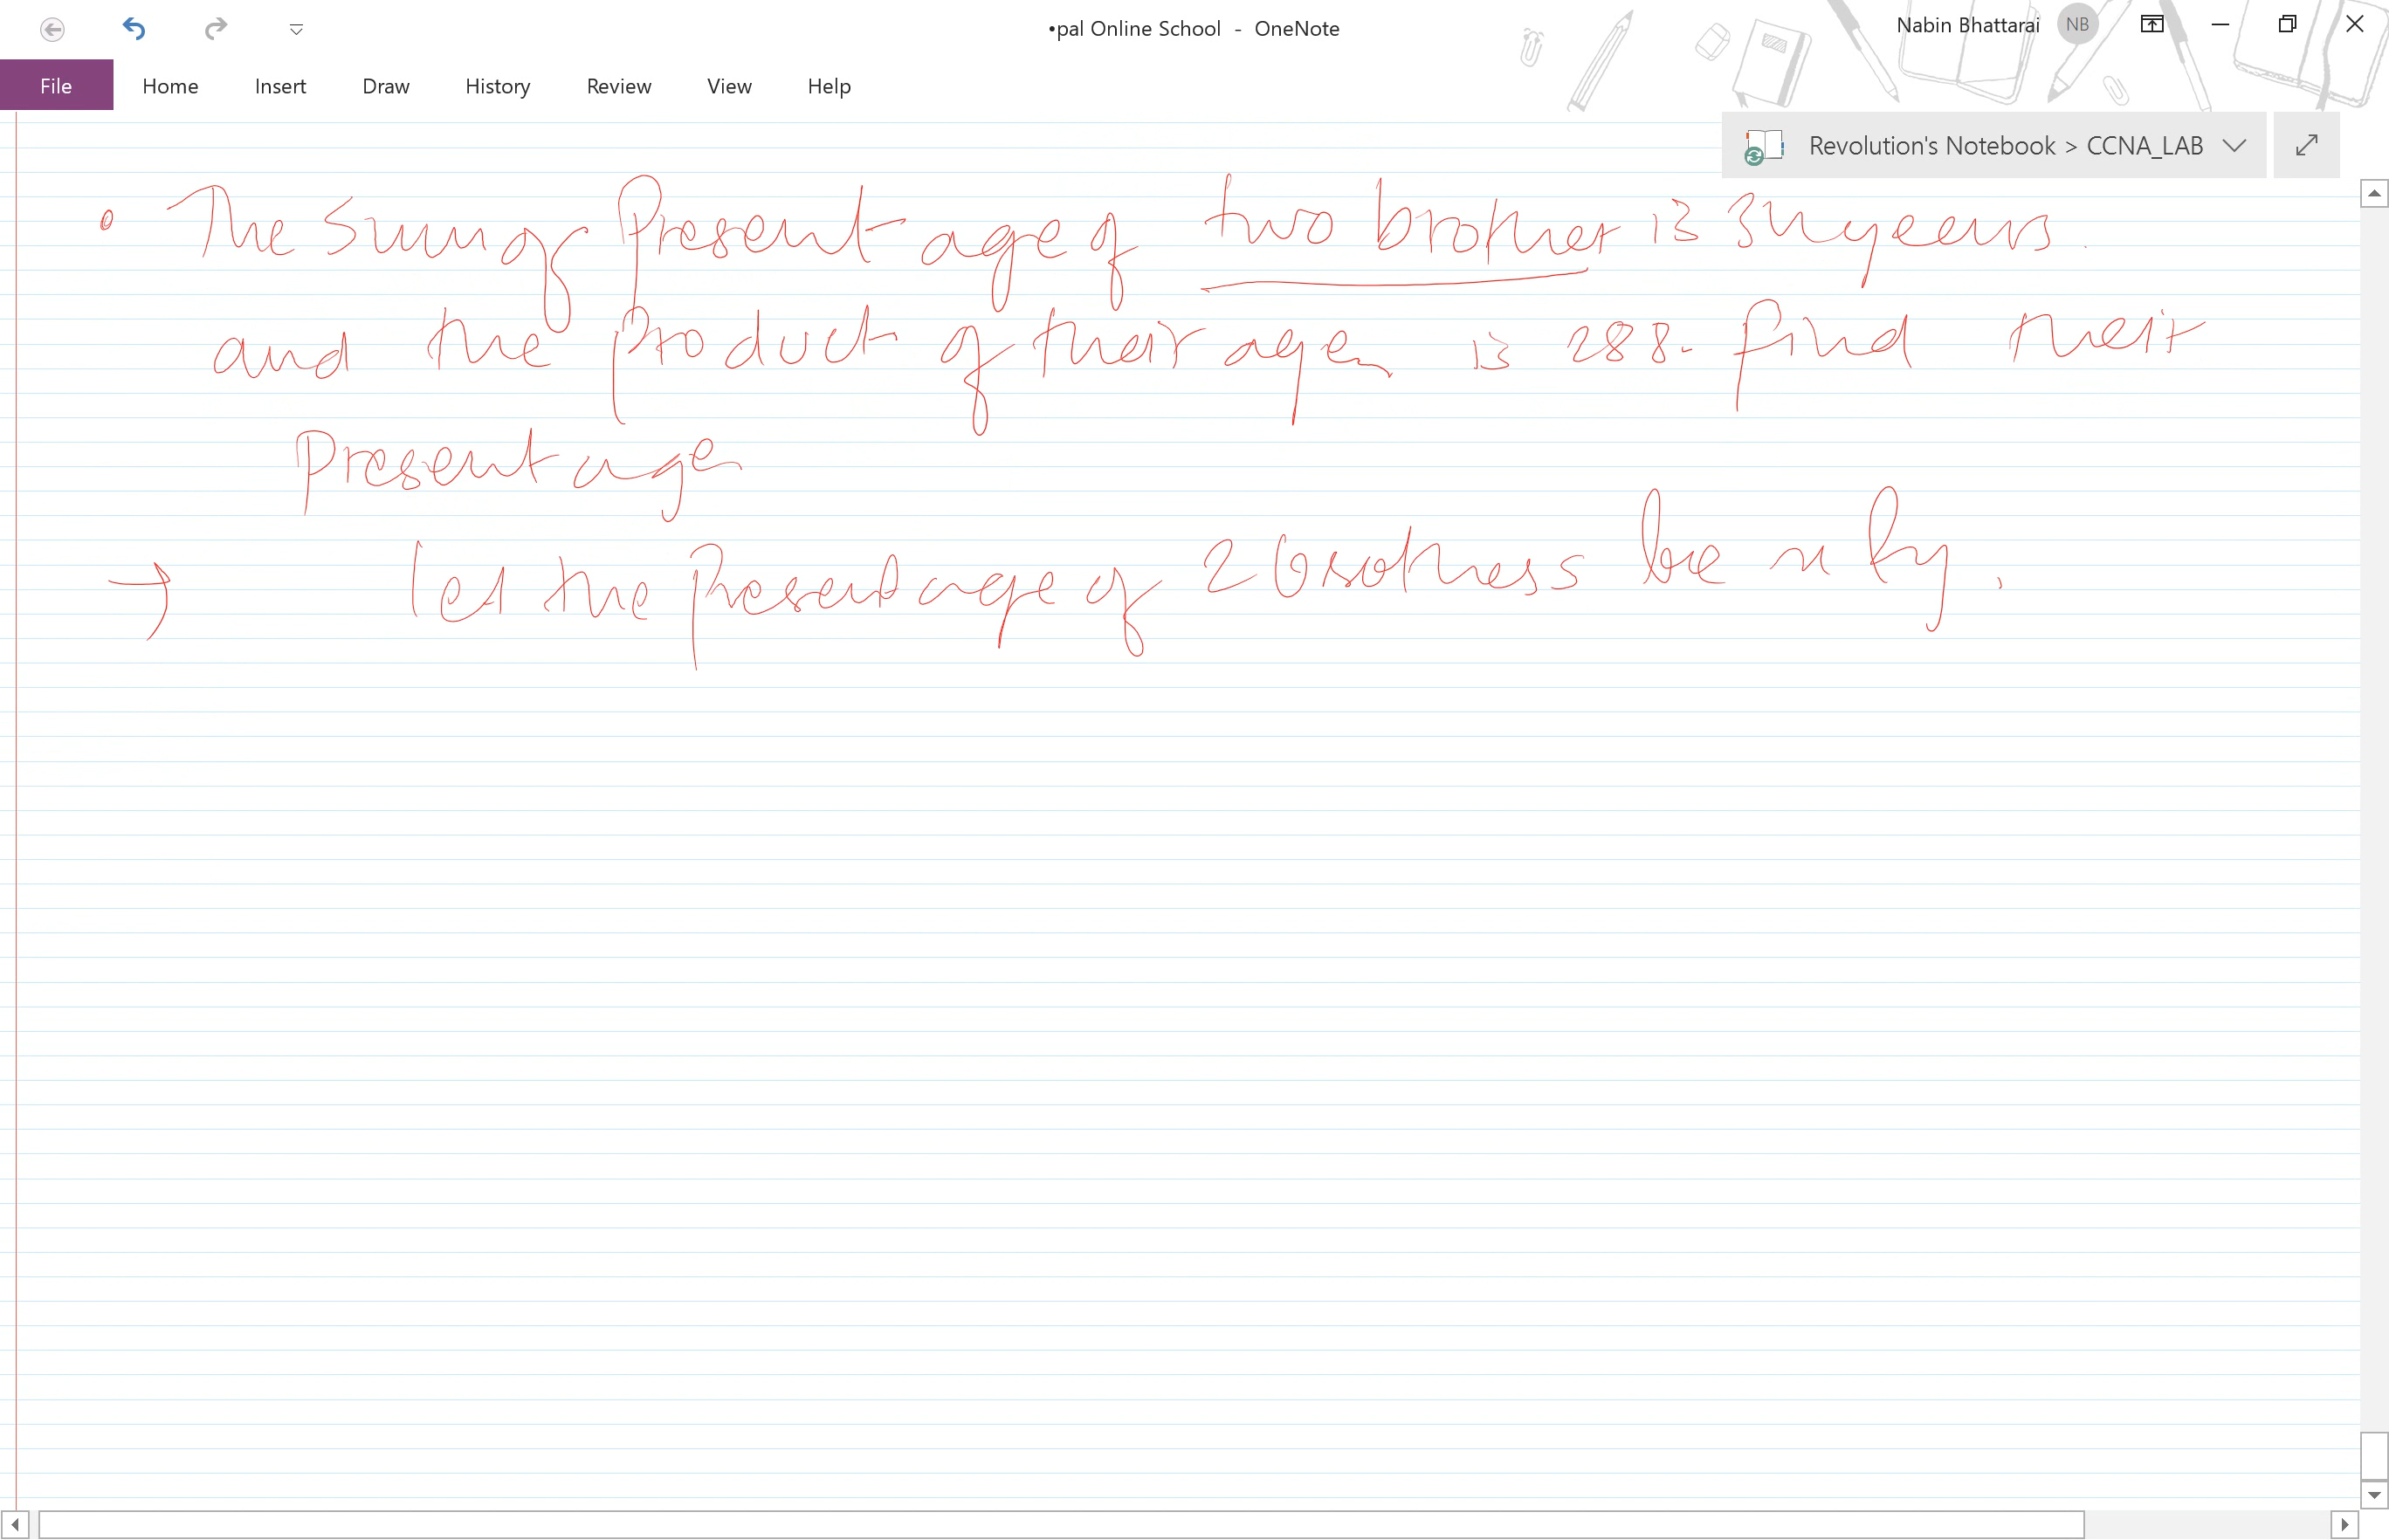 •pal Online School - OneNote
Nabin Bhattarai NB
File Home Insert Draw History Review View Help
Revolution's Notebook > CCNA_LAB
• The sum of Present age of two brother is 34 years.
and the product of their age is 288. find their
present age
→ let the present age of 2 brothers be x & y.